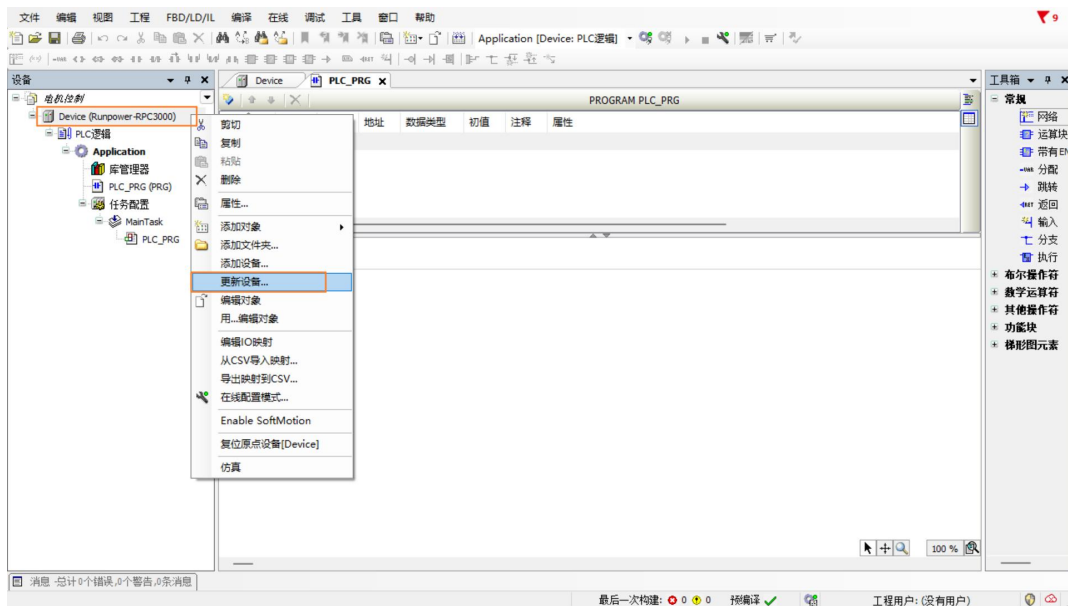 文件 编辑 视图 工程 FBD/LD/IL 编译 在线 调试 工具 窗口 帮助
9
Application [Device: PLC逻辑]
设备
Device
PLC_PRG
工具箱
电机控制
Device (Runpower-RPC3000)
PLC逻辑
Application
库管理器
PLC_PRG (PRG)
任务配置
MainTask
PLC_PRG
PROGRAM PLC_PRG
地址 数据类型 初值 注释 属性
剪切
复制
粘贴
删除
属性...
添加对象
添加文件夹...
添加设备...
更新设备...
编辑对象
用...编辑对象
编辑IO映射
从CSV导入映射...
导出映射到CSV...
在线配置模式...
Enable SoftMotion
复位原点设备[Device]
仿真
常规
网络
运算块
带有EN
分配
跳转
返回
输入
分支
执行
布尔操作符
数学运算符
其他操作符
功能块
梯形图元素
100 %
消息 -总计0个错误,0个警告,0条消息
最后一次构建: 0 0 预编译
工程用户: (没有用户)